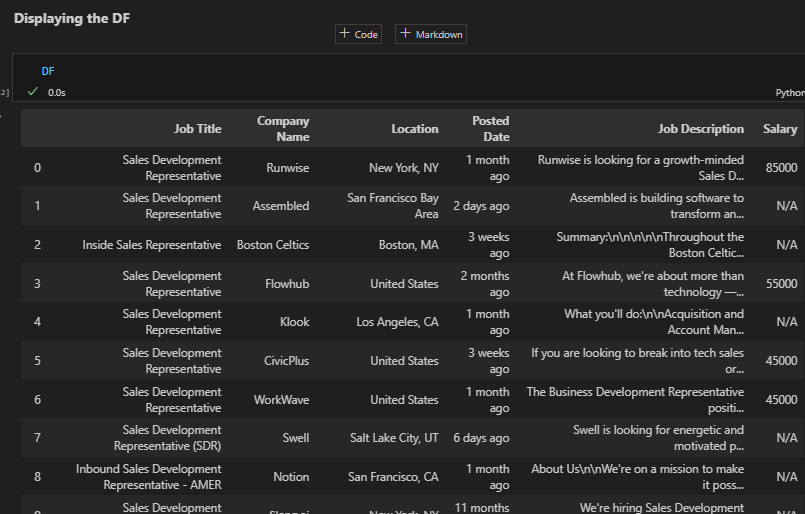 Displaying the DF
+ Code + Markdown
DF
2]
0.0s
Python
Job Title Company Name Location Posted Date Job Description Salary
0 Sales Development Representative Runwise New York, NY 1 month ago Runwise is looking for a growth-minded Sales D... 85000
1 Sales Development Representative Assembled San Francisco Bay Area 2 days ago Assembled is building software to transform an... N/A
2 Inside Sales Representative Boston Celtics Boston, MA 3 weeks ago Summary:\n\n\n\n\nThroughout the Boston Celtic... N/A
3 Sales Development Representative Flowhub United States 2 months ago At Flowhub, we're about more than technology —... 55000
4 Sales Development Representative Klook Los Angeles, CA 1 month ago What you'll do:\n\nAcquisition and Account Man... N/A
5 Sales Development Representative CivicPlus United States 3 weeks ago If you are looking to break into tech sales or... 45000
6 Sales Development Representative WorkWave United States 1 month ago The Business Development Representative positi... 45000
7 Sales Development Representative (SDR) Swell Salt Lake City, UT 6 days ago Swell is looking for energetic and motivated p... N/A
8 Inbound Sales Development Representative - AMER Notion San Francisco, CA 1 month ago About Us\n\nWe're on a mission to make it poss... N/A
Sales Development 11 months We're hiring Sales Development